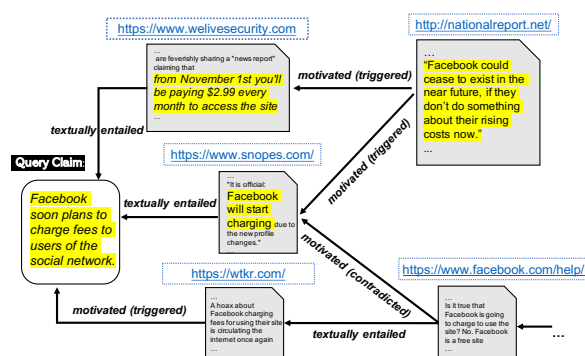 https://www.welivesecurity.com
http://nationalreport.net/
...
are feverishly sharing a "news report"
claiming that
from November 1st you'll
be paying $2.99 every
month to access the site
...
motivated (triggered)
...
“Facebook could
cease to exist in the
near future, if they
don’t do something
about their rising
costs now.”
...
textually entailed
motivated (triggered)
https://www.snopes.com/
Query Claim:
Facebook
soon plans to
charge fees to
users of the
social network.
textually entailed
...
"It is official:
Facebook
will start
charging due to
the new profile
changes."
...
motivated (contradicted)
https://wtkr.com/
https://www.facebook.com/help/
motivated (triggered)
...
A hoax about
Facebook charging
fees for using their site
is circulating the
internet once again
textually entailed
...
Is it true that
Facebook is going
to charge to use the
site? No. Facebook
is a free site
...